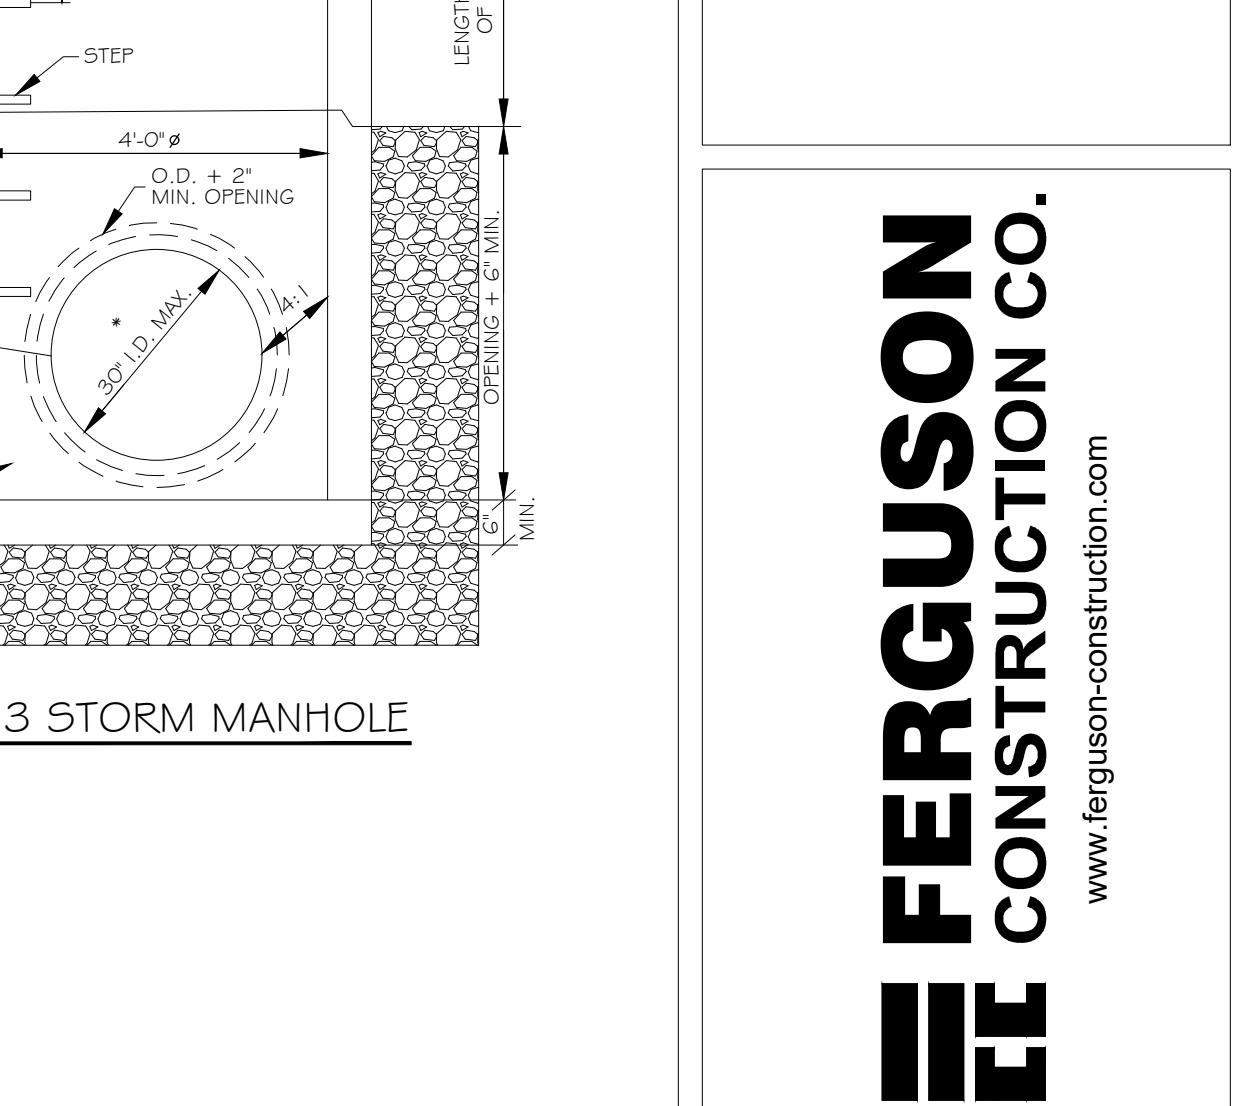 LENGTH
OF
STEP
4'-0" ø
O.D. + 2"
MIN. OPENING
4:1
*
30" I.D. MAX.
OPENING + 6" MIN.
6"
MIN.
3 STORM MANHOLE
FERGUSON
CONSTRUCTION CO.
www.ferguson-construction.com